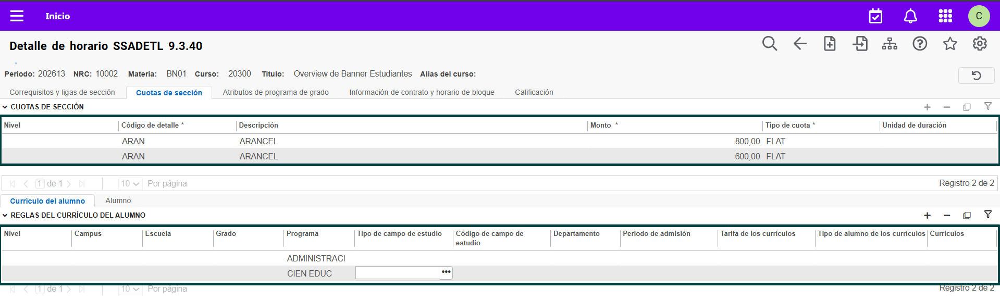 Inicio
C
Detalle de horario SSADETL 9.3.40
Periodo: 202613 NRC: 10002 Materia: BN01 Curso: 20300 Título: Overview de Banner Estudiantes Alias del curso:
Correquisitos y ligas de sección Cuotas de sección Atributos de programa de grado Información de contrato y horario de bloque Calificación
CUOTAS DE SECCIÓN
Nivel Código de detalle * Descripción Monto * Tipo de cuota * Unidad de duración
ARAN ARANCEL 800,00 FLAT
ARAN ARANCEL 600,00 FLAT
1 de 1 10 Por página Registro 2 de 2
Currículo del alumno Alumno
REGLAS DEL CURRÍCULO DEL ALUMNO
Nivel Campus Escuela Grado Programa Tipo de campo de estudio Código de campo de estudio Departamento Periodo de admisión Tarifa de los currículos Tipo de alumno de los currículos Currículos
ADMINISTRACI
CIEN EDUC
1 de 1 10 Por página Registro 2 de 2